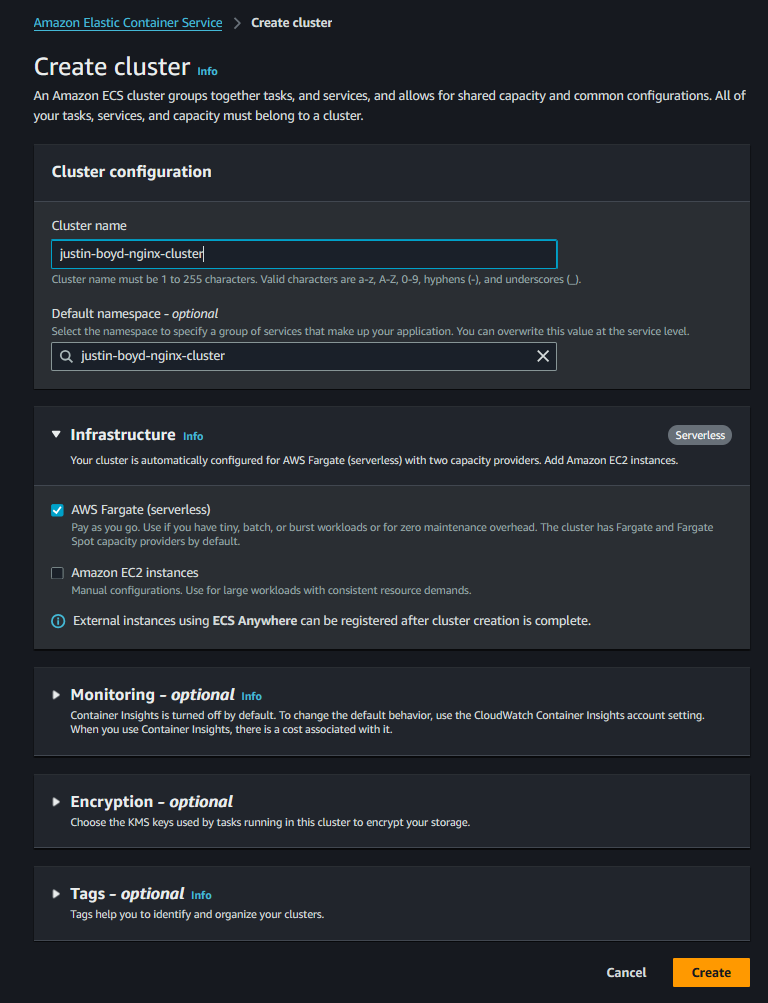 Amazon Elastic Container Service > Create cluster
Create cluster Info
An Amazon ECS cluster groups together tasks, and services, and allows for shared capacity and common configurations. All of
your tasks, services, and capacity must belong to a cluster.
Cluster configuration
Cluster name
justin-boyd-nginx-cluster
Cluster name must be 1 to 255 characters. Valid characters are a-z, A-Z, 0-9, hyphens (-), and underscores (_).
Default namespace - optional
Select the namespace to specify a group of services that make up your application. You can overwrite this value at the service level.
justin-boyd-nginx-cluster
Infrastructure Info Serverless
Your cluster is automatically configured for AWS Fargate (serverless) with two capacity providers. Add Amazon EC2 instances.
AWS Fargate (serverless)
Pay as you go. Use if you have tiny, batch, or burst workloads or for zero maintenance overhead. The cluster has Fargate and Fargate
Spot capacity providers by default.
Amazon EC2 instances
Manual configurations. Use for large workloads with consistent resource demands.
External instances using ECS Anywhere can be registered after cluster creation is complete.
Monitoring - optional Info
Container Insights is turned off by default. To change the default behavior, use the CloudWatch Container Insights account setting.
When you use Container Insights, there is a cost associated with it.
Encryption - optional
Choose the KMS keys used by tasks running in this cluster to encrypt your storage.
Tags - optional Info
Tags help you to identify and organize your clusters.
Cancel Create